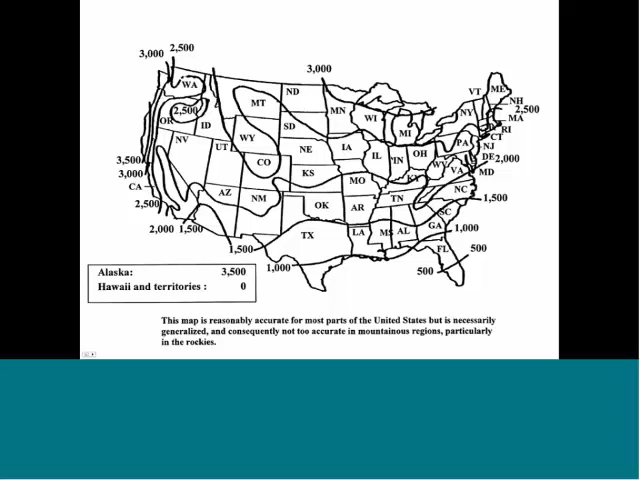 3,000 2,500
3,000
WA
MT
ND
MN
VT
ME
NH
2,500
NY
MA
RI
CT
2,500
OR
ID
WY
SD
WI
MI
PA
NJ
DE 2,000
MD
NV
UT
CO
NE
IA
IL
IN
OH
WV
VA
3,500
3,000
CA
KS
MO
KY
NC
1,500
2,500
AZ
NM
OK
AR
TN
SC
2,000 1,500
TX
LA
MS
AL
GA
1,000
1,500
FL
500
1,000
500
Alaska: 3,500
Hawaii and territories : 0
This map is reasonably accurate for most parts of the United States but is necessarily
generalized, and consequently not too accurate in mountainous regions, particularly
in the rockies.